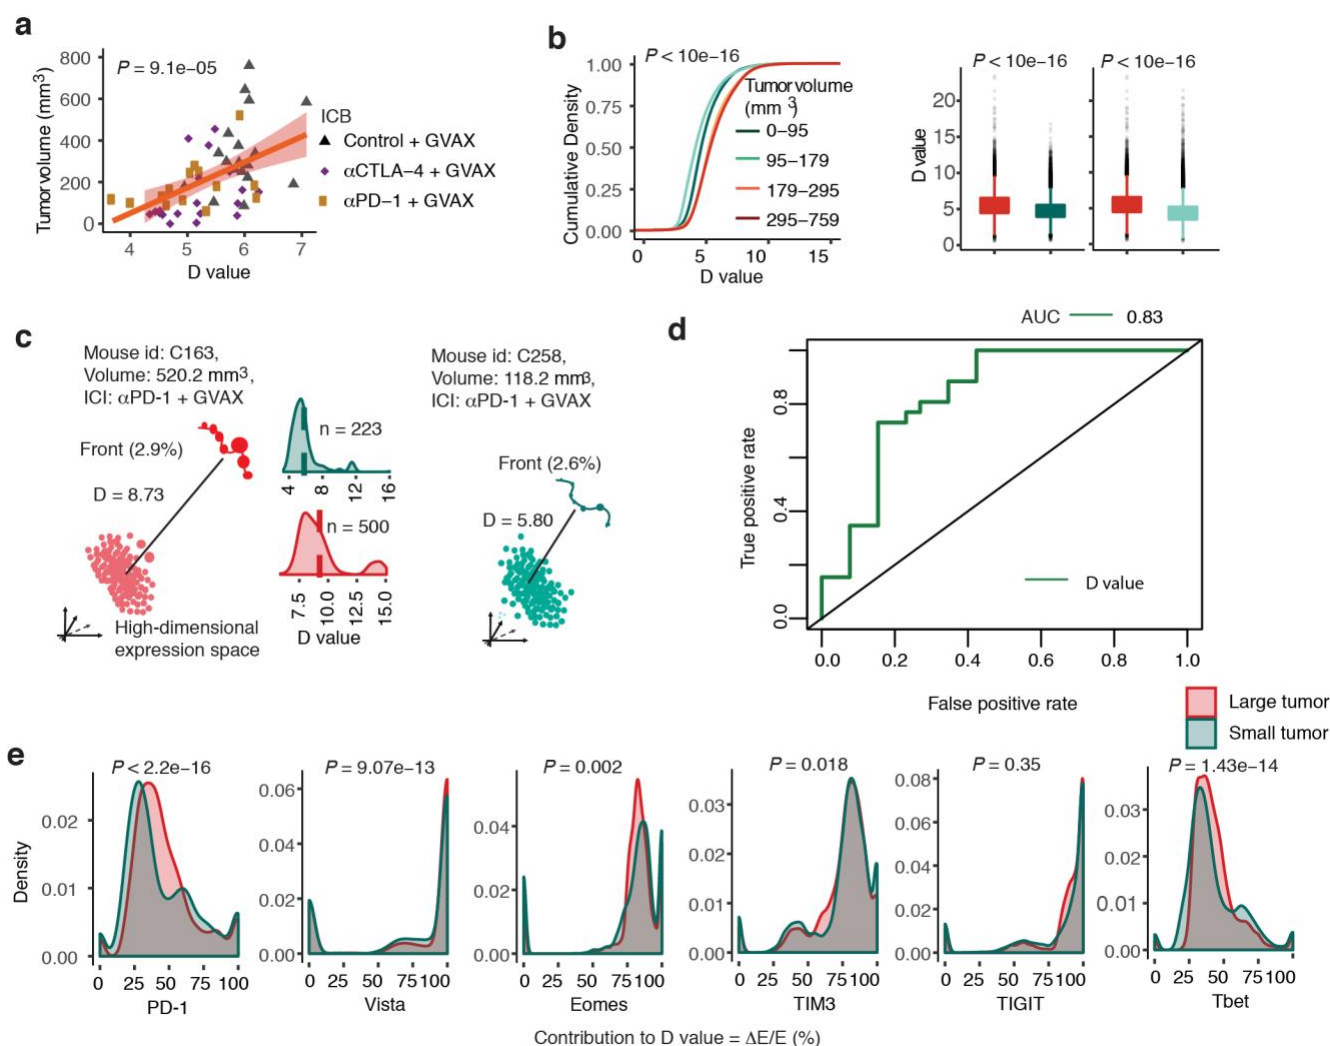 a
P = 9.1e−05
Tumor volume (mm³)
800
600
400
200
0
4 5 6 7
D value
ICB
Control + GVAX
αCTLA-4 + GVAX
αPD-1 + GVAX
b
P < 10e−16
Cumulative Density
1.00
0.75
0.50
0.25
0.00
0 5 10 15
D value
Tumor volume
(mm ³)
0−95
95−179
179−295
295−759
P < 10e−16 P < 10e−16
D value
20
15
10
5
0
c
Mouse id: C163,
Volume: 520.2 mm³,
ICI: αPD-1 + GVAX
Front (2.9%)
D = 8.73
High-dimensional
expression space
n = 223
4 8 12 16
n = 500
7.5 10.0 12.5 15.0
D value
Mouse id: C258,
Volume: 118.2 mm³,
ICI: αPD-1 + GVAX
Front (2.6%)
D = 5.80
d
AUC 0.83
True positive rate
0.8
0.4
0.0
D value
0.0 0.2 0.4 0.6 0.8 1.0
False positive rate
Large tumor
Small tumor
e
Density
P < 2.2e−16
0.02
0.01
0.00
0 25 50 75 100
PD-1
P = 9.07e−13
0.06
0.04
0.02
0.00
0 25 50 75 100
Vista
P = 0.002
0.04
0.02
0.00
0 25 50 75 100
Eomes
P = 0.018
0.03
0.02
0.01
0.00
0 25 50 75 100
TIM3
P = 0.35
0.08
0.06
0.04
0.02
0.00
0 25 50 75 100
TIGIT
P = 1.43e−14
0.03
0.02
0.01
0.00
0 25 50 75 100
Tbet
Contribution to D value = ΔE/E (%)